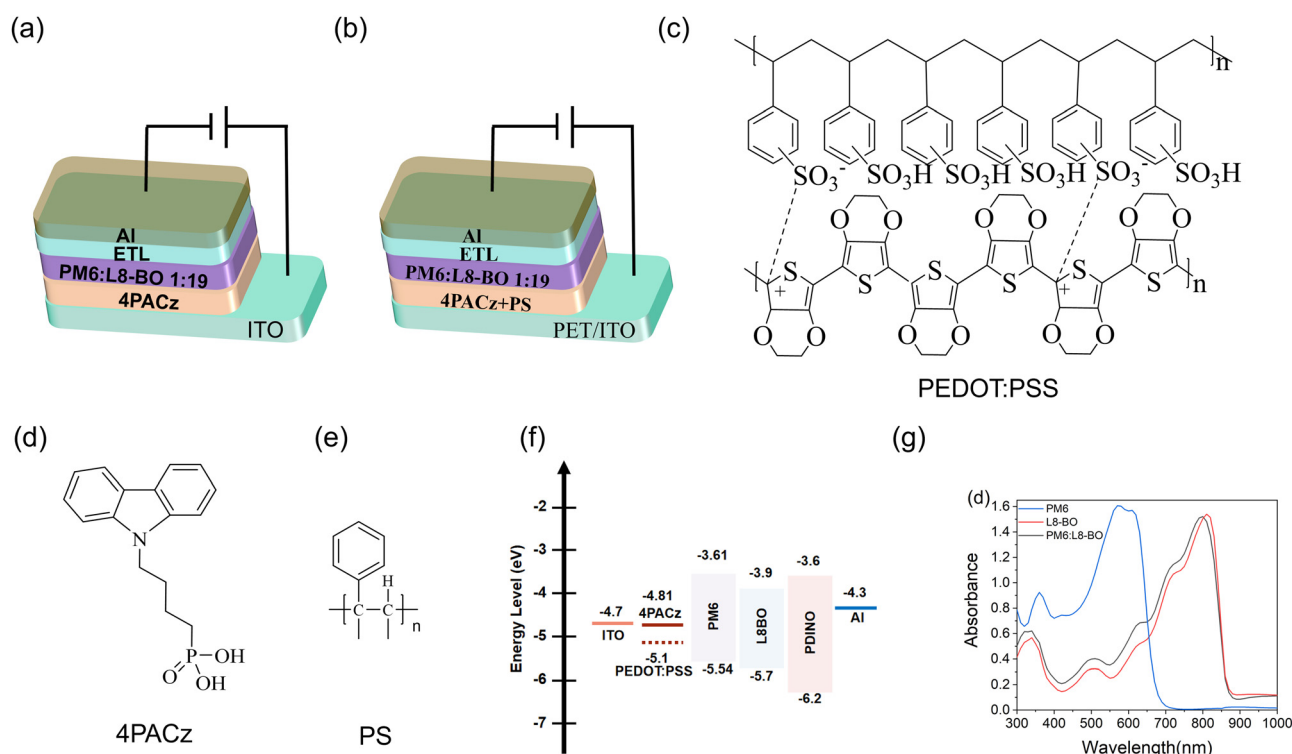 (a)
Al
ETL
PM6:L8-BO 1:19
4PACz
ITO
(b)
Al
ETL
PM6:L8-BO 1:19
4PACz+PS
PET/ITO
(c)
n
SO₃⁻ SO₃H SO₃H SO₃H SO₃⁻ SO₃H
O O O O O O
S S S S S S
+ +
n
O O O O O O
PEDOT:PSS
(d)
N
O
P
OH
OH
4PACz
(e)
H
C C
n
PS
(f)
Energy Level (eV)
-2
-3
-4
-5
-6
-7
-4.7
ITO
-4.81
4PACz
-5.1
PEDOT:PSS
-3.61
PM6
-5.54
-3.9
L8BO
-5.7
-3.6
PDINO
-6.2
-4.3
Al
(g)
(d)
PM6
L8-BO
PM6:L8-BO
Absorbance
1.6
1.4
1.2
1.0
0.8
0.6
0.4
0.2
0.0
300 400 500 600 700 800 900 1000
Wavelength(nm)